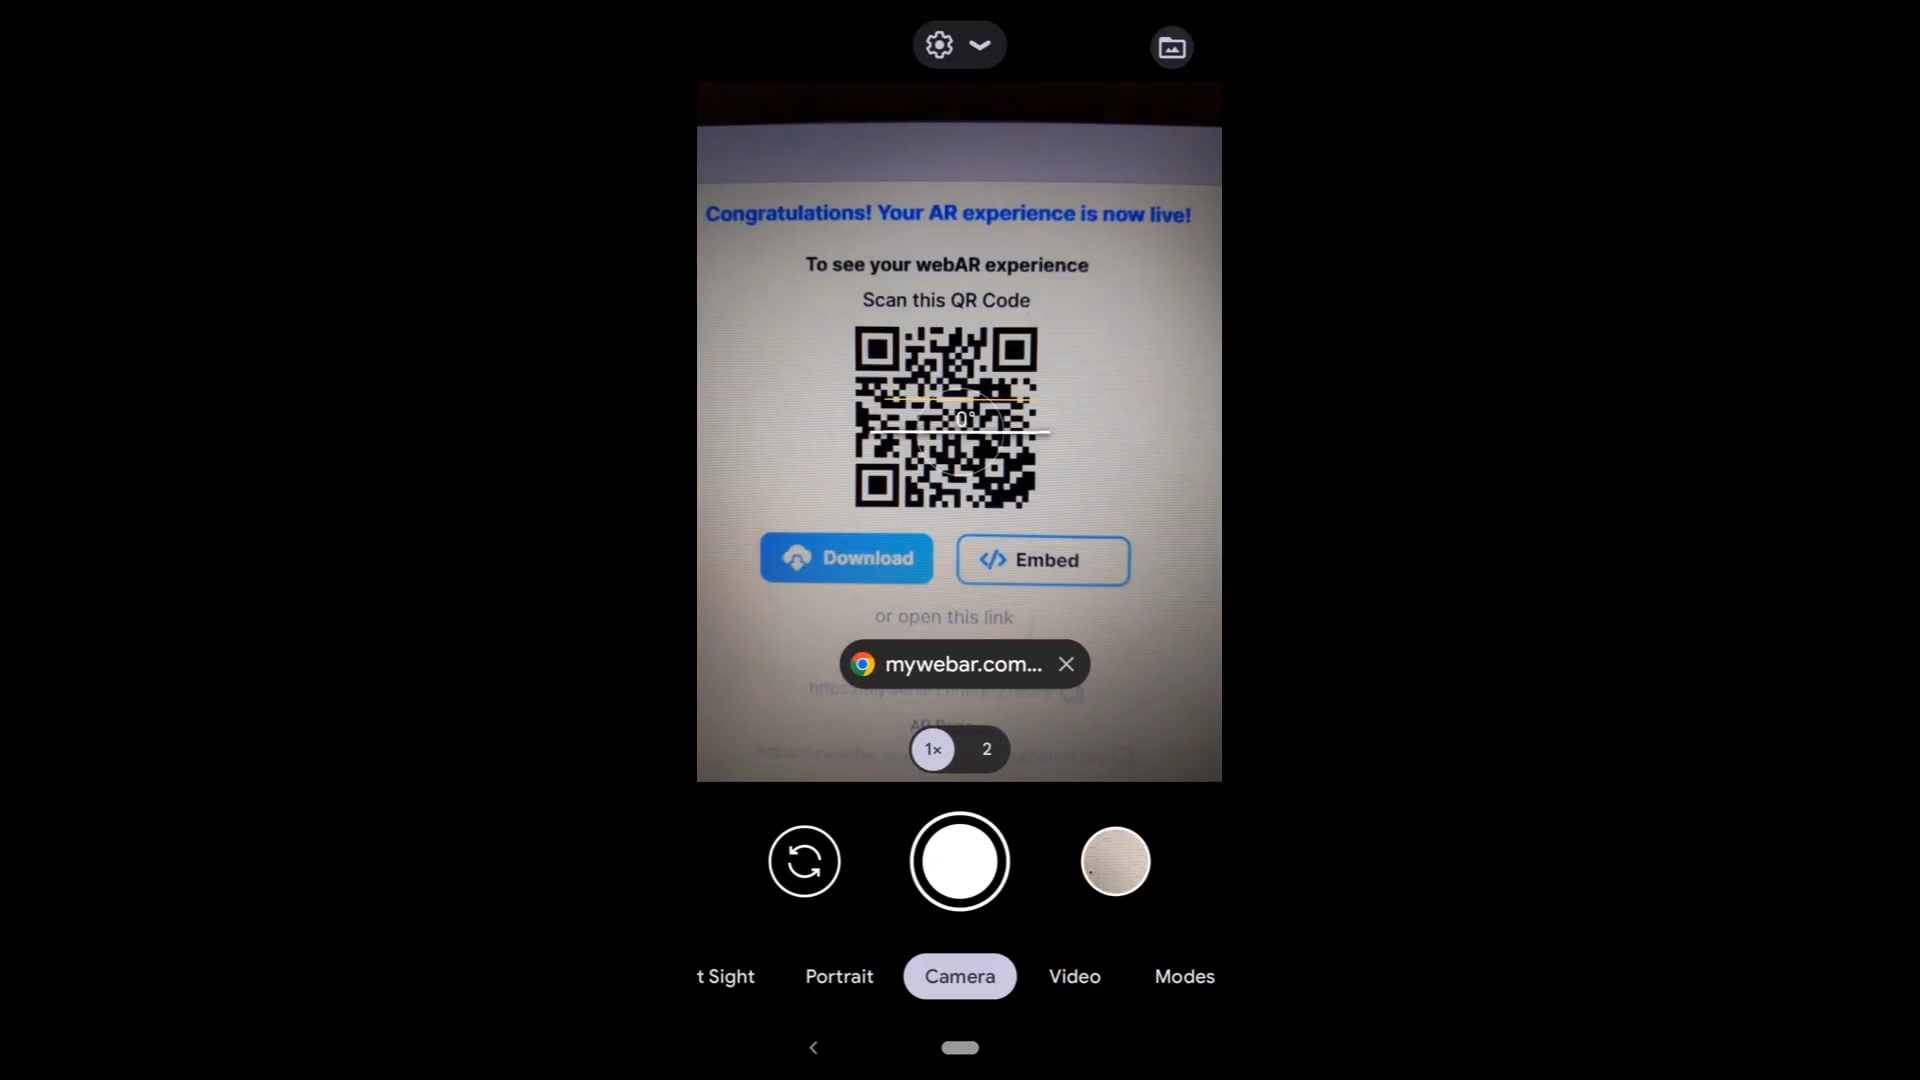 Congratulations! Your AR experience is now live!
To see your webAR experience
Scan this QR Code
0°
Download
</> Embed
or open this link
mywebar.com...
1×
2
t Sight
Portrait
Camera
Video
Modes